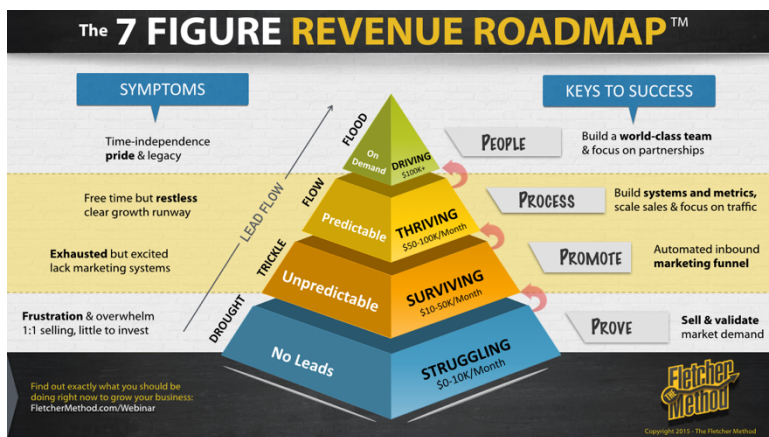 The 7 FIGURE REVENUE ROADMAP™
SYMPTOMS
KEYS TO SUCCESS
Time-independence
pride & legacy
Free time but restless
clear growth runway
Exhausted but excited
lack marketing systems
Frustration & overwhelm
1:1 selling, little to invest
LEAD FLOW
FLOOD
FLOW
TRICKLE
DROUGHT
On
Demand
DRIVING
$100K+
Predictable
THRIVING
$50-100K/Month
Unpredictable
SURVIVING
$10-50K/Month
No Leads
STRUGGLING
$0-10K/Month
PEOPLE
Build a world-class team
& focus on partnerships
PROCESS
Build systems and metrics,
scale sales & focus on traffic
PROMOTE
Automated inbound
marketing funnel
PROVE
Sell & validate
market demand
Find out exactly what you should be
doing right now to grow your business:
FletcherMethod.com/Webinar
The
Fletcher
Method
Copyright 2015 - The Fletcher Method